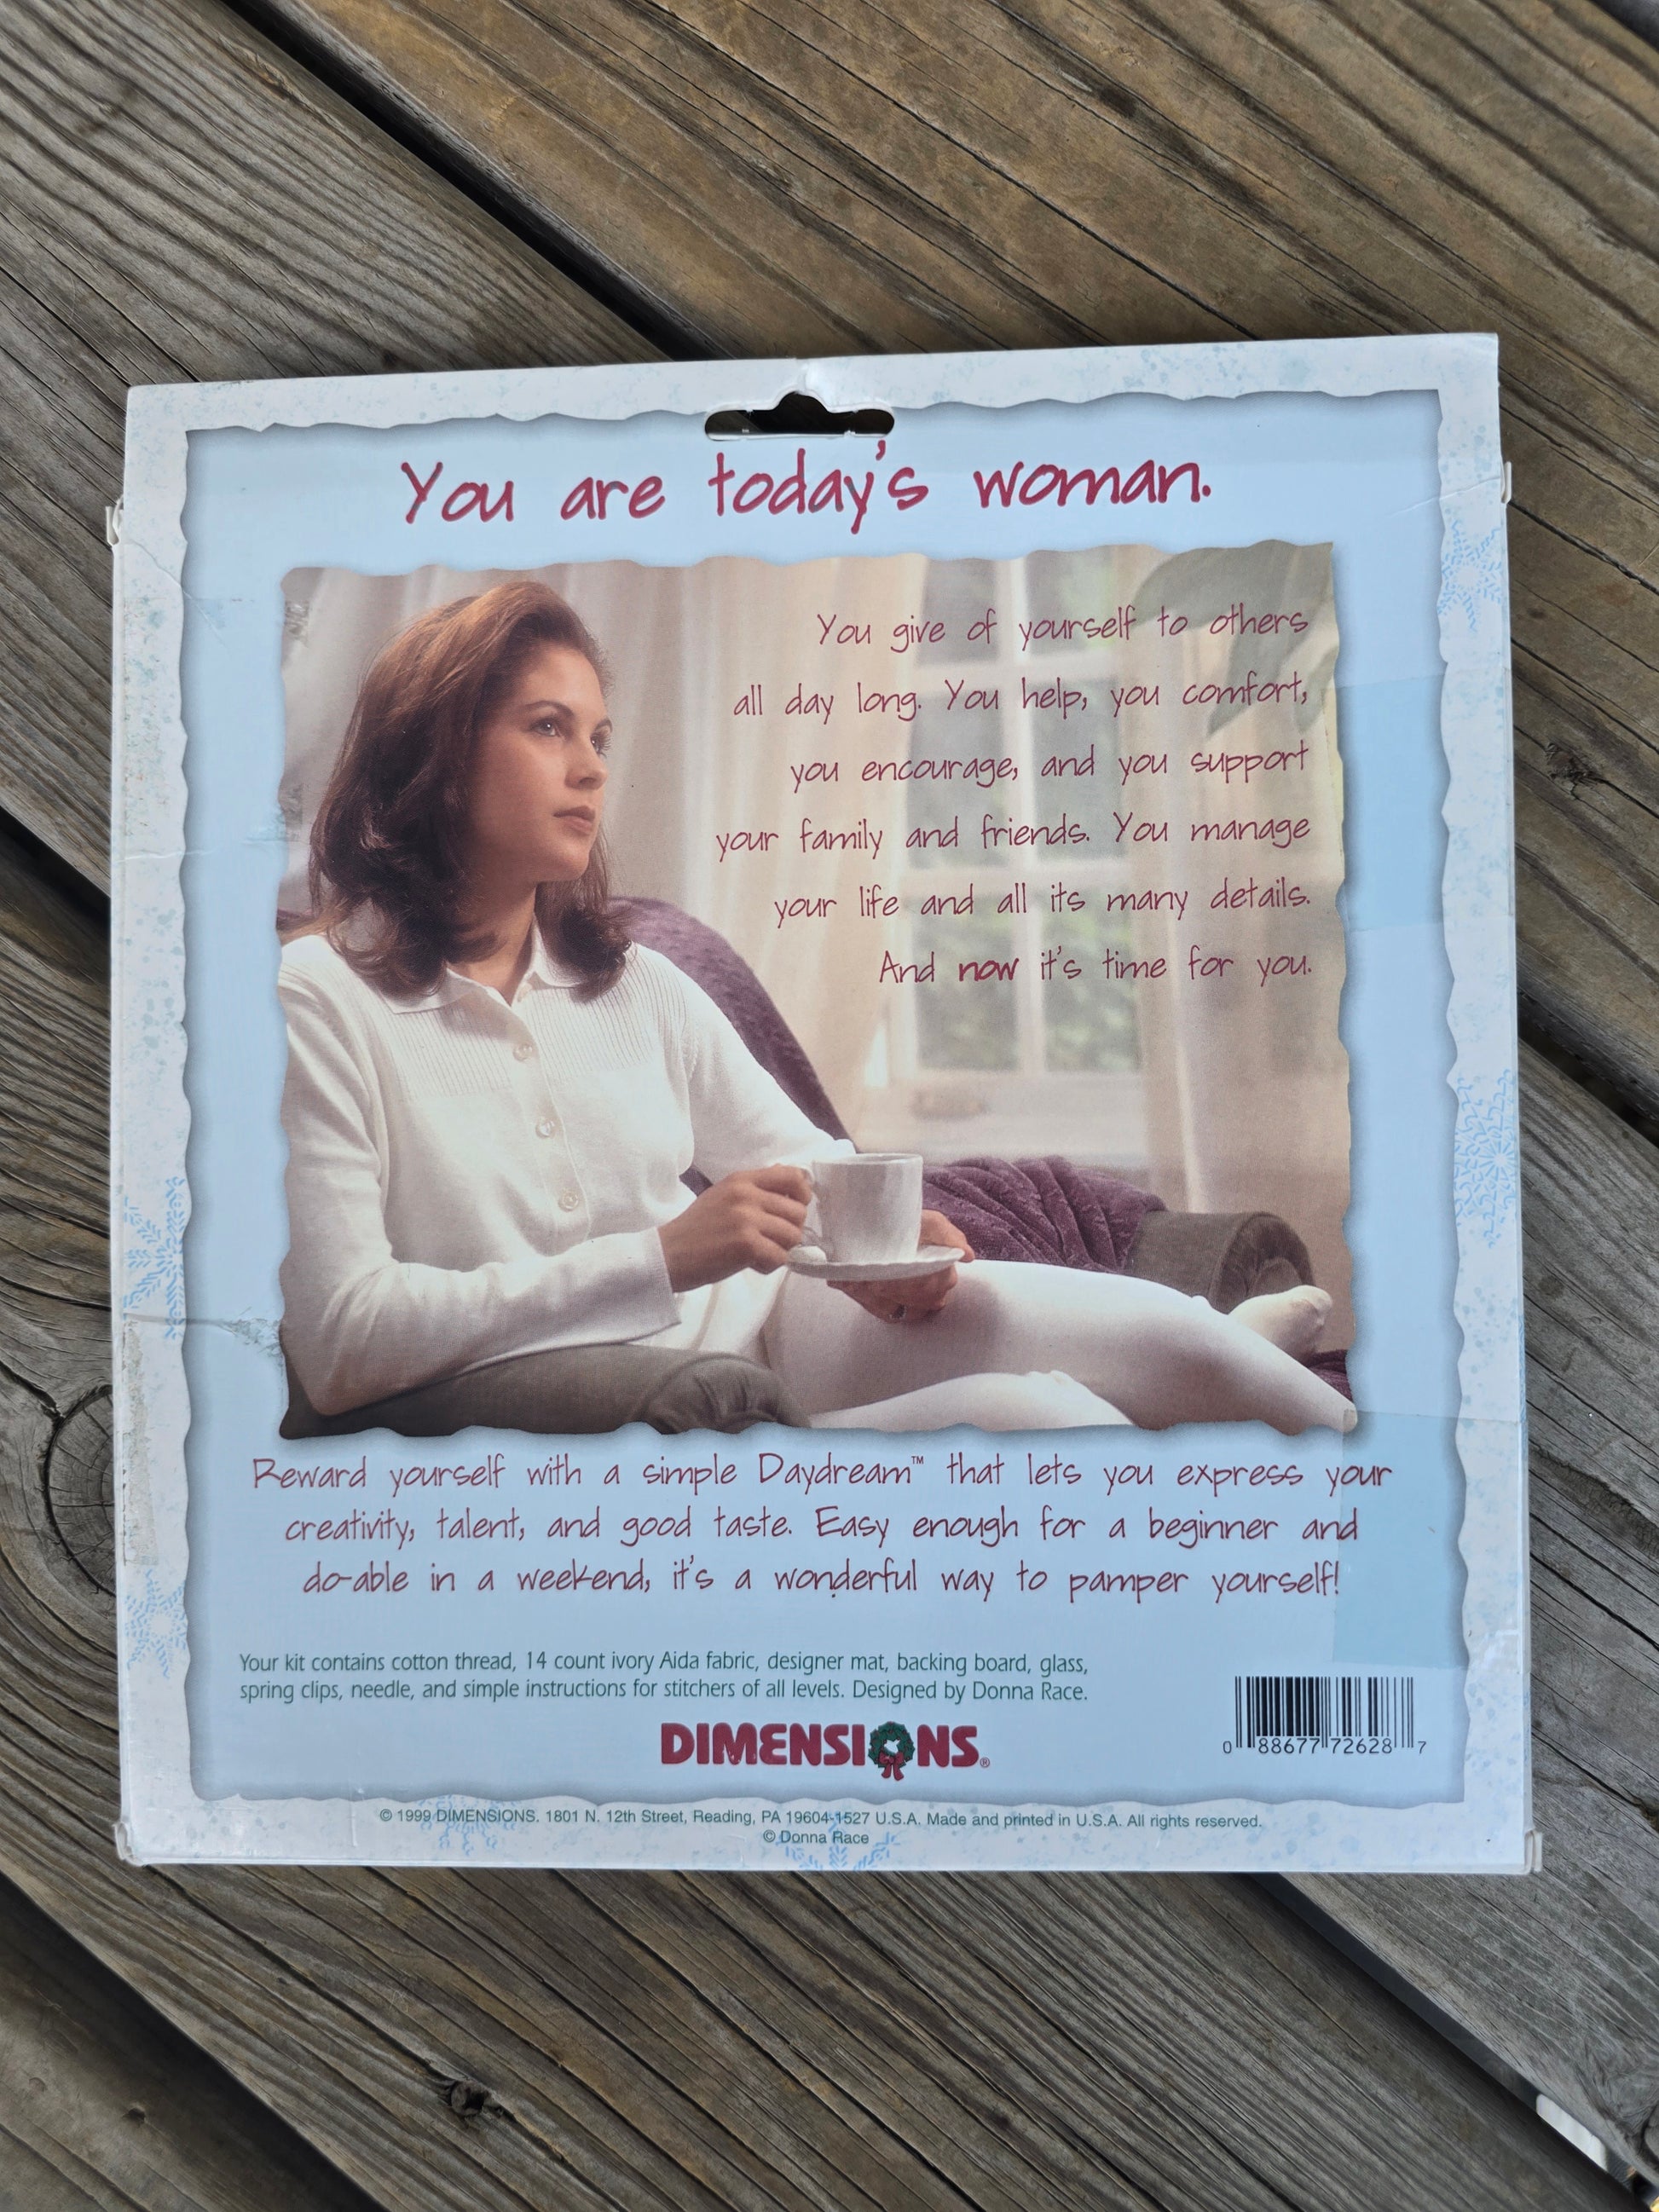 You are today's woman.
You give of yourself to others
all day long. You help, you comfort,
you encourage, and you support
your family and friends. You manage
your life and all its many details.
And now it's time for you.
Reward yourself with a simple Daydream™ that lets you express your
creativity, talent, and good taste. Easy enough for a beginner and
do-able in a weekend, it's a wonderful way to pamper yourself!
Your kit contains cotton thread, 14 count ivory Aida fabric, designer mat, backing board, glass,
spring clips, needle, and simple instructions for stitchers of all levels. Designed by Donna Race.
DIMENSIONS®
0 88677 72628 7
© 1999 DIMENSIONS. 1801 N. 12th Street, Reading, PA 19604-1527 U.S.A. Made and printed in U.S.A. All rights reserved.
© Donna Race